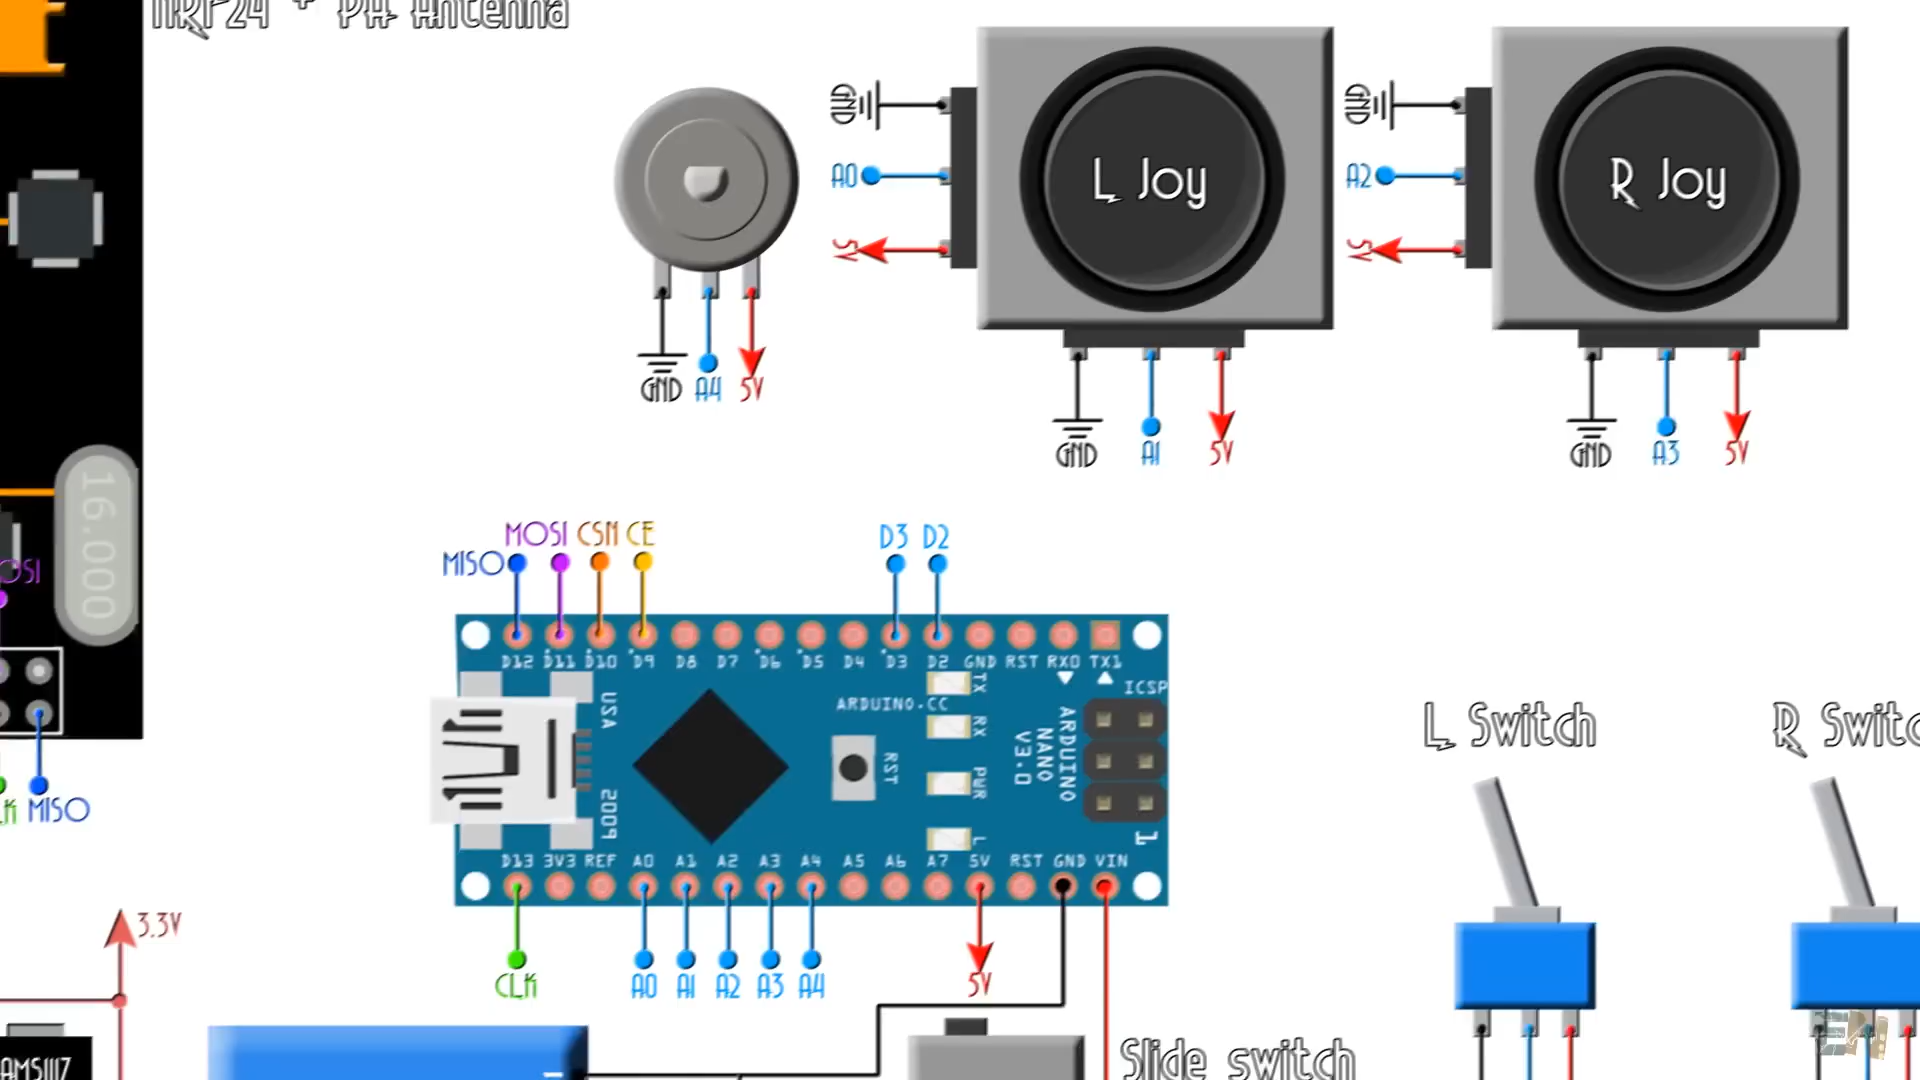 NRF24 + PA Antenna
GND
A0
5V
L Joy
GND
A2
5V
R Joy
GND A4 5V
GND A1 5V
GND A3 5V
16.000
OSI
MISO
3.3V
AMS1117
MISO MOSI CSN CE D3 D2
D12 D11 D10 D9 D8 D7 D6 D5 D4 D3 D2 GND RST RX0 TX1
TX
RX
PWR
L
ICSP
1
ARDUINO.CC
RST
ARDUINO
NANO
V3.0
USA
2009
D13 3V3 REF A0 A1 A2 A3 A4 A5 A6 A7 5V RST GND VIN
CLK A0 A1 A2 A3 A4 5V
L Switch
R Switc
Slide switch